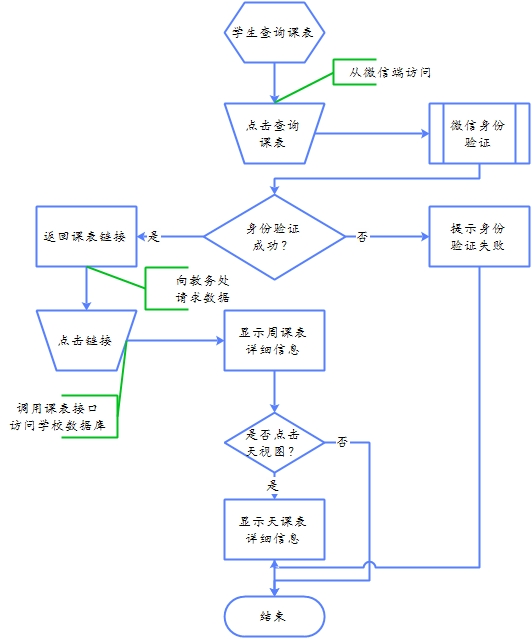 学生查询课表
从微信端访问
点击查询
课表
微信身份
验证
身份验证
成功？
是
否
返回课表链接
提示身份
验证失败
向教务处
请求数据
点击链接
显示周课表
详细信息
调用课表接口
访问学校数据库
是否点击
天视图？
否
是
显示天课表
详细信息
结束